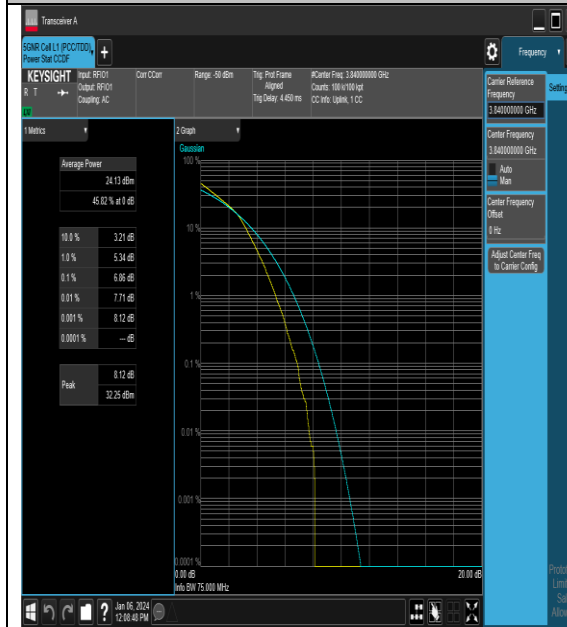 Transceiver A
5GNR Cell L1 (PCC/TDD),
Power Stat CCDF
Frequency
KEYSIGHT
R T
Input: RFIO1
Output: RFIO1
Coupling: AC
Corr CCorr
Range: -50 dBm
Trig: Prot Frame
Aligned
Trig Delay: 4.450 ms
#Center Freq: 3.840000000 GHz
Counts: 100 k/100 kpt
CC Info: Uplink, 1 CC
Carrier Reference
Frequency
3.840000000 GHz
Center Frequency
3.840000000 GHz
Auto
Man
Center Frequency
Offset
0 Hz
Adjust Center Freq
to Carrier Config
1 Metrics
Average Power
24.13 dBm
45.82 % at 0 dB
10.0 % 3.21 dB
1.0 % 5.34 dB
0.1 % 6.86 dB
0.01 % 7.71 dB
0.001 % 8.12 dB
0.0001 % --- dB
Peak
8.12 dB
32.25 dBm
2 Graph
Gaussian
100 %
10 %
1 %
0.1 %
0.01 %
0.001 %
0.0001 %
0.00 dB
20.00 dB
Info BW 75.000 MHz
Jan 06, 2024
12:08:48 PM